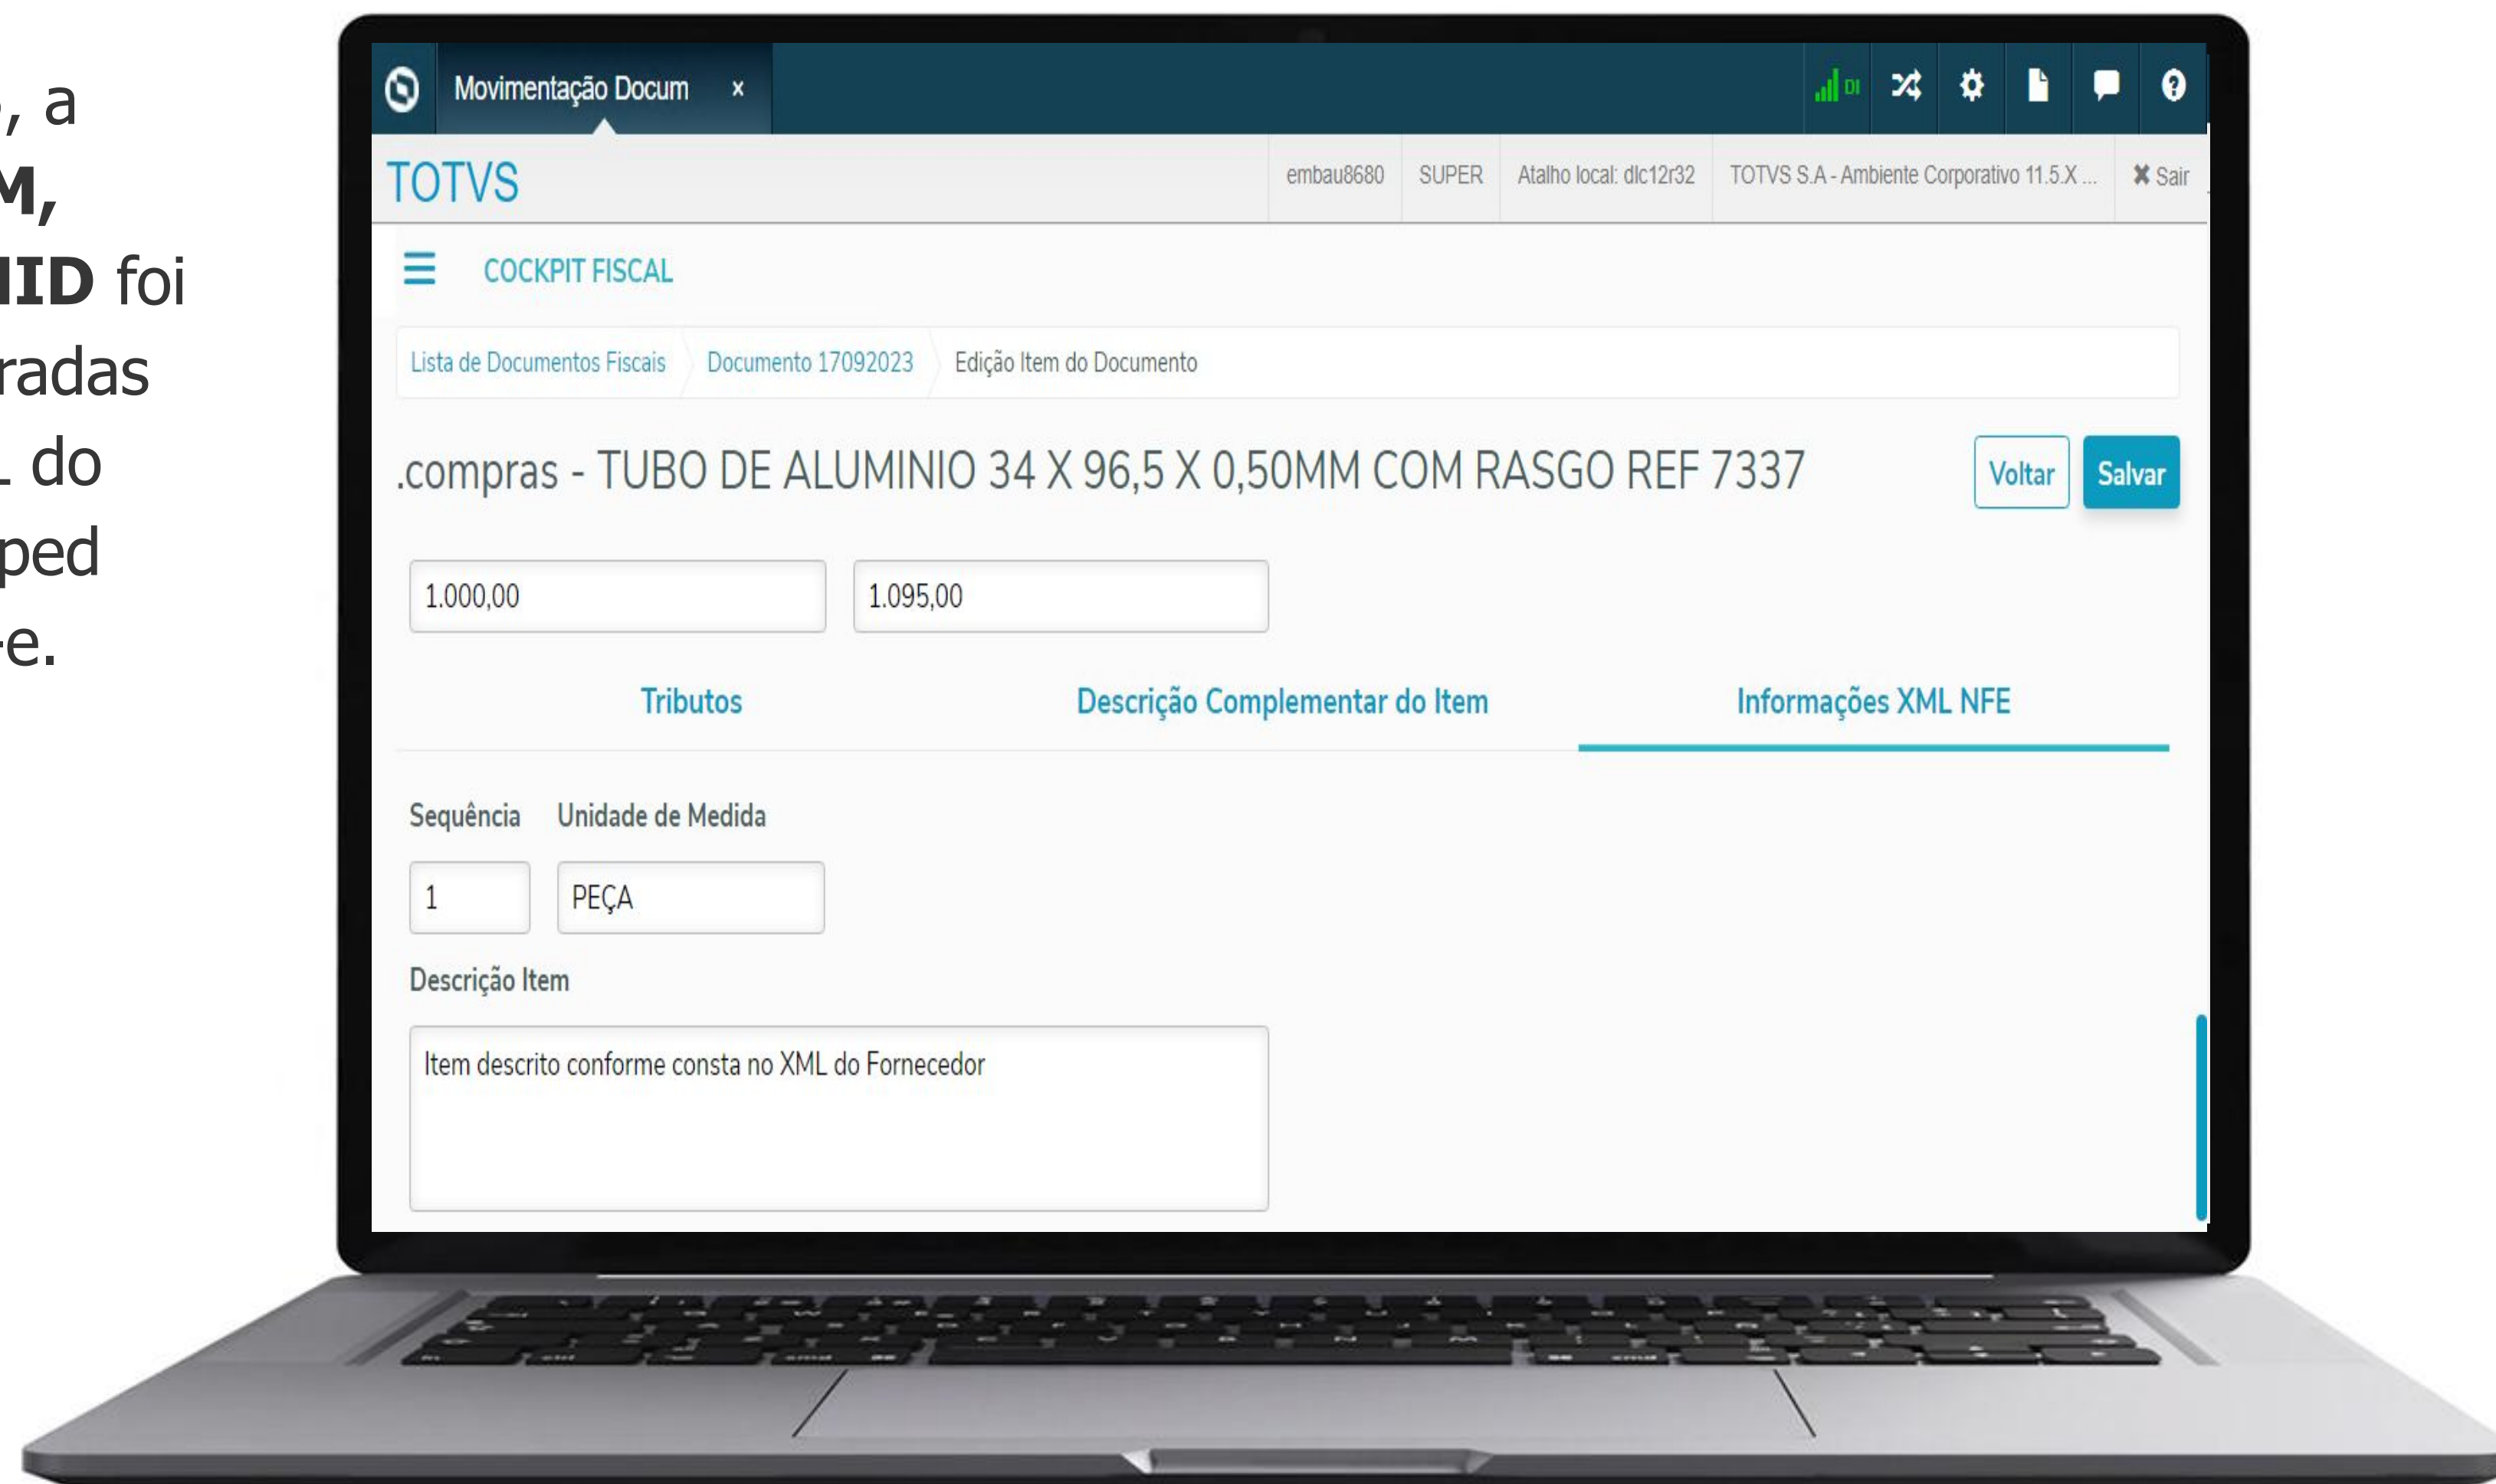 , a
M,
IID foi
radas
do
ped
-e.
Movimentação Docum ×
DI
TOTVS
embau8680 SUPER Atalho local: dlc12r32 TOTVS S.A - Ambiente Corporativo 11.5.X ... Sair
COCKPIT FISCAL
Lista de Documentos Fiscais Documento 17092023 Edição Item do Documento
.compras - TUBO DE ALUMINIO 34 X 96,5 X 0,50MM COM RASGO REF 7337
Voltar Salvar
1.000,00 1.095,00
Tributos Descrição Complementar do Item Informações XML NFE
Sequência Unidade de Medida
1 PEÇA
Descrição Item
Item descrito conforme consta no XML do Fornecedor